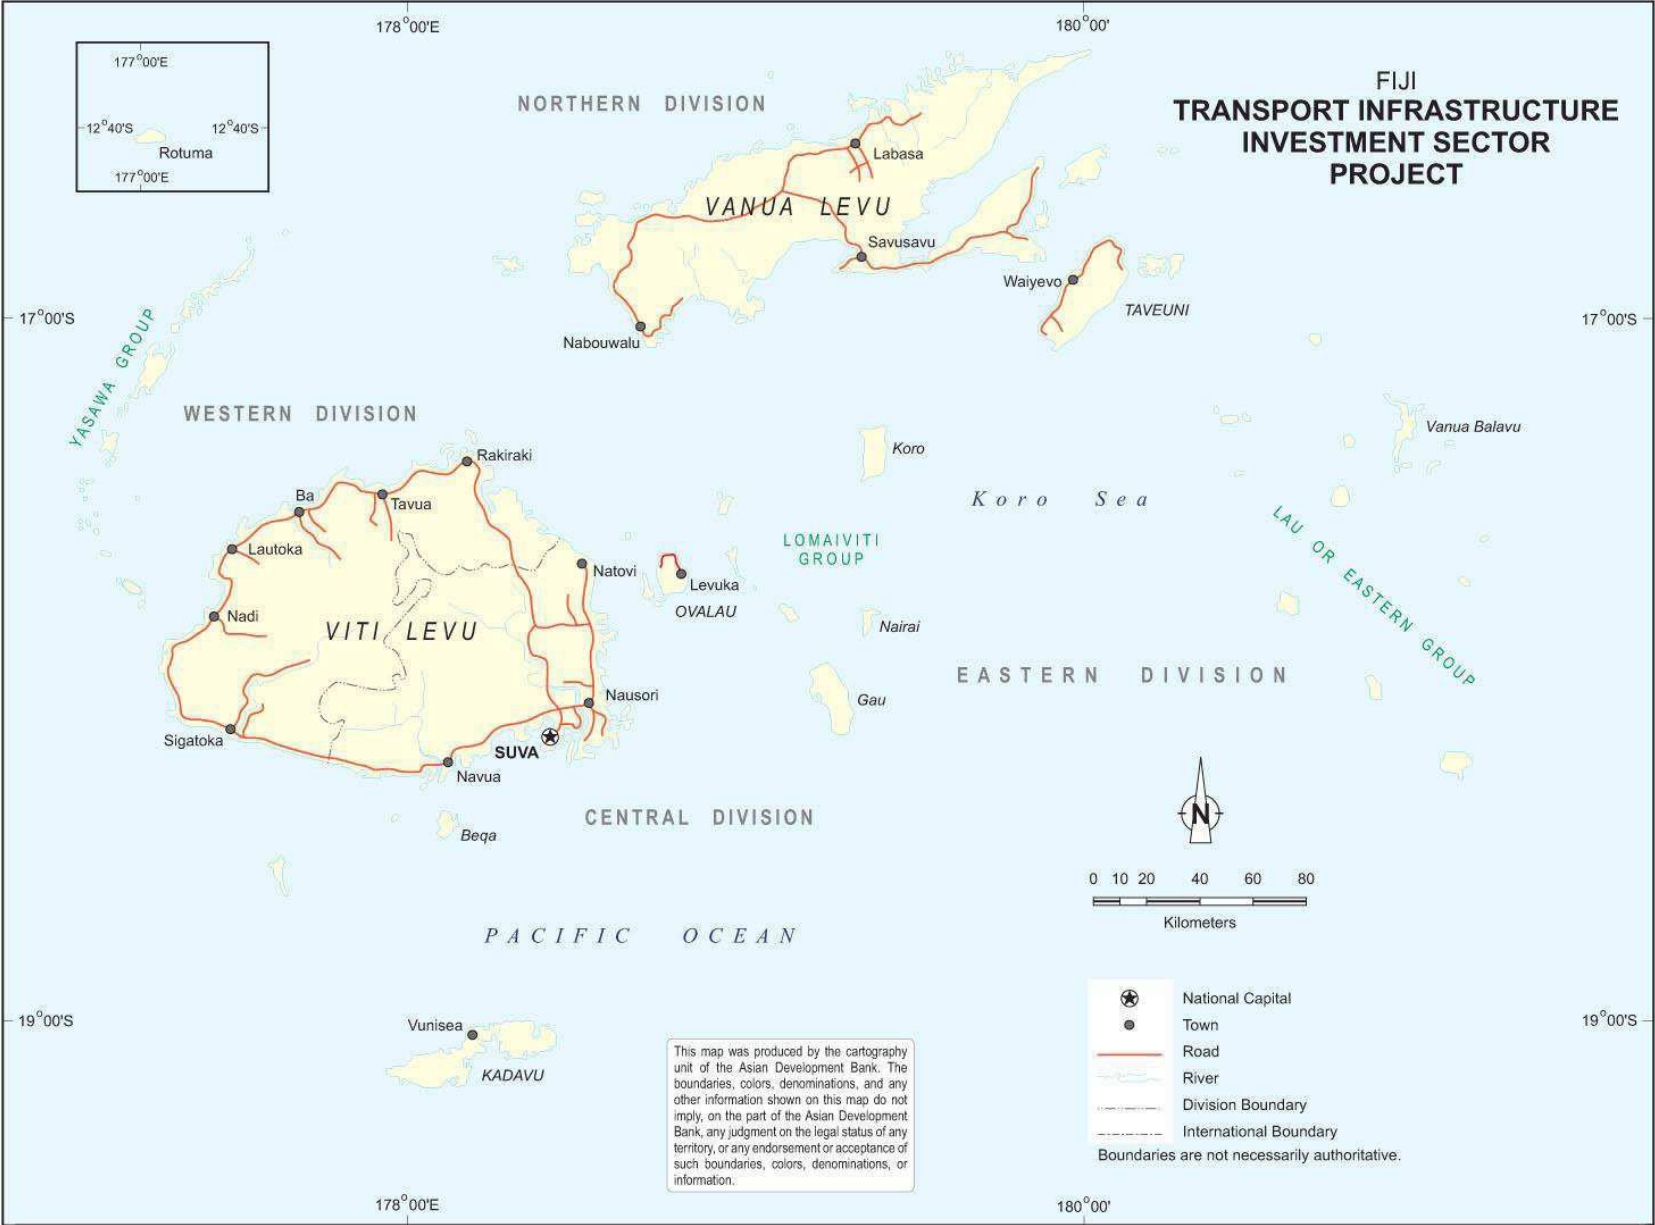 178°00'E
180°00'
177°00'E
12°40'S
12°40'S
Rotuma
177°00'E
FIJI
TRANSPORT INFRASTRUCTURE
INVESTMENT SECTOR
PROJECT
NORTHERN DIVISION
Labasa
VANUA LEVU
Savusavu
Waiyevo
TAVEUNI
Nabouwalu
17°00'S
17°00'S
YASAWA GROUP
WESTERN DIVISION
Vanua Balavu
Koro
Rakiraki
Ba
Tavua
Koro Sea
Lautoka
LOMAIVITI
GROUP
LAU OR EASTERN GROUP
Natovi
Levuka
OVALAU
Nadi
VITI LEVU
Nairai
EASTERN DIVISION
Nausori
Gau
Sigatoka
SUVA
Navua
CENTRAL DIVISION
Beqa
N
0 10 20 40 60 80
Kilometers
PACIFIC OCEAN
National Capital
Town
Road
River
Division Boundary
International Boundary
Boundaries are not necessarily authoritative.
19°00'S
19°00'S
Vunisea
KADAVU
This map was produced by the cartography
unit of the Asian Development Bank. The
boundaries, colors, denominations, and any
other information shown on this map do not
imply, on the part of the Asian Development
Bank, any judgment on the legal status of any
territory, or any endorsement or acceptance of
such boundaries, colors, denominations, or
information.
178°00'E
180°00'